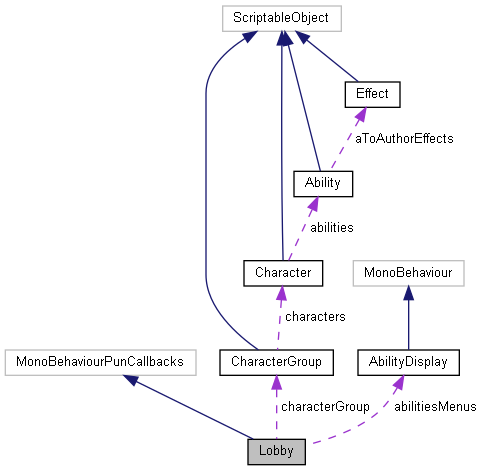 ScriptableObject
Effect
aToAuthorEffects
Ability
abilities
Character
MonoBehaviour
characters
MonoBehaviourPunCallbacks
CharacterGroup
AbilityDisplay
characterGroup
abilitiesMenus
Lobby